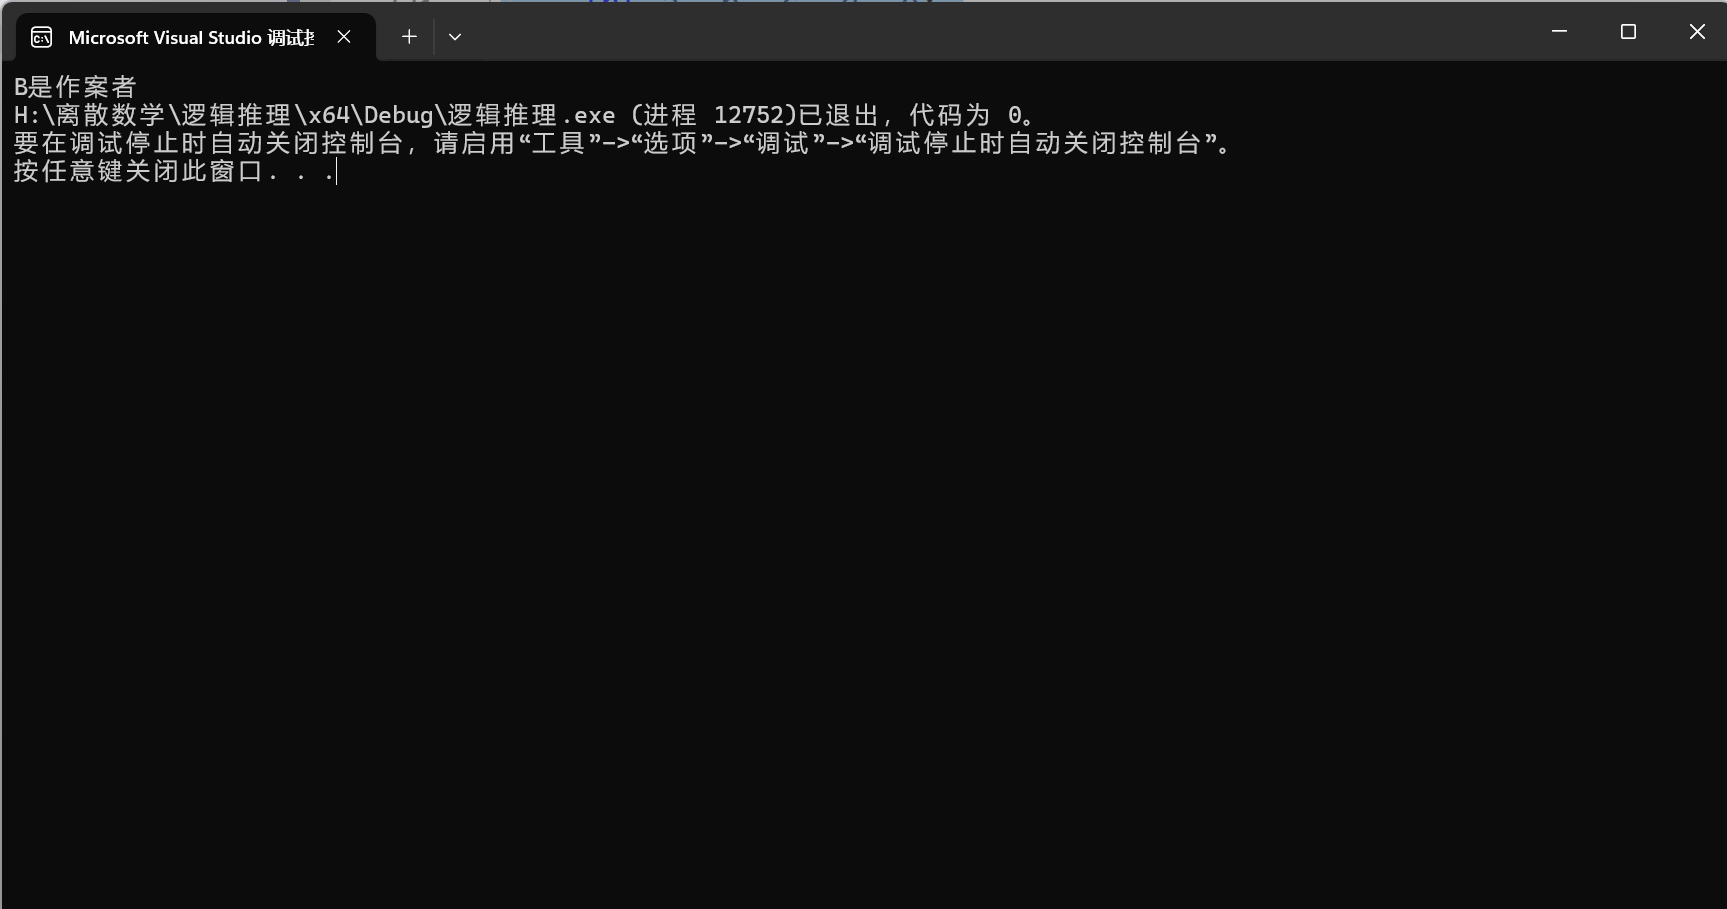 Microsoft Visual Studio 调试
B是作案者
H:\离散数学\逻辑推理\x64\Debug\逻辑推理.exe (进程 12752)已退出，代码为 0。
要在调试停止时自动关闭控制台，请启用“工具”->“选项”->“调试”->“调试停止时自动关闭控制台”。
按任意键关闭此窗口. . .